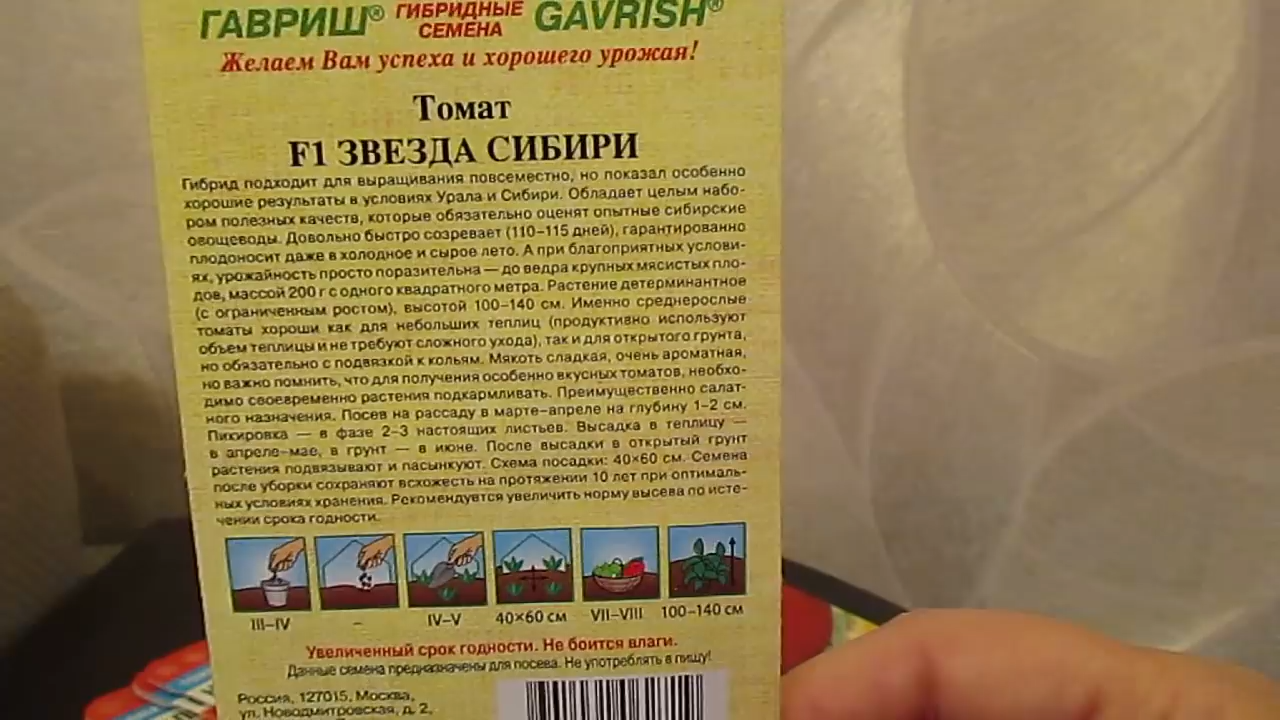 ГАВРИШ® ГИБРИДНЫЕ СЕМЕНА GAVRISH®
Желаем Вам успеха и хорошего урожая!
Томат
F1 ЗВЕЗДА СИБИРИ
Гибрид подходит для выращивания повсеместно, но показал особенно
хорошие результаты в условиях Урала и Сибири. Обладает целым набо-
ром полезных качеств, которые обязательно оценят опытные сибирские
овощеводы. Довольно быстро созревает (110–115 дней), гарантированно
плодоносит даже в холодное и сырое лето. А при благоприятных услови-
ях, урожайность просто поразительна — до ведра крупных мясистых пло-
дов, массой 200 г с одного квадратного метра. Растение детерминантное
(с ограниченным ростом), высотой 100–140 см. Именно среднерослые
томаты хороши как для небольших теплиц (продуктивно используют
объем теплицы и не требуют сложного ухода), так и для открытого грунта,
но обязательно с подвязкой к кольям. Мякоть сладкая, очень ароматная,
но важно помнить, что для получения особенно вкусных томатов, необхо-
димо своевременно растения подкармливать. Преимущественно салат-
ного назначения. Посев на рассаду в марте–апреле на глубину 1–2 см.
Пикировка — в фазе 2–3 настоящих листьев. Высадка в теплицу —
в апреле–мае, в грунт — в июне. После высадки в открытый грунт
растения подвязывают и пасынкуют. Схема посадки: 40×60 см. Семена
после уборки сохраняют всхожесть на протяжении 10 лет при оптималь-
ных условиях хранения. Рекомендуется увеличить норму высева по исте-
чении срока годности.
III–IV – IV–V 40×60 см VII–VIII 100–140 см
Увеличенный срок годности. Не боится влаги.
Данные семена предназначены для посева. Не употреблять в пищу!
Россия, 127015, Москва,
ул. Новодмитровская, д. 2,